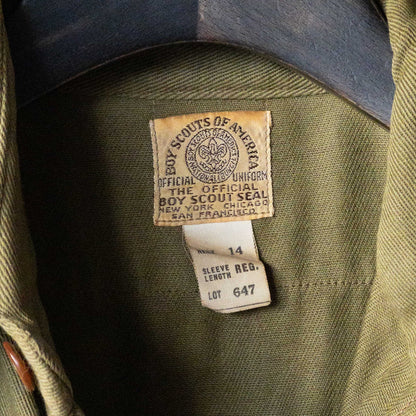 BOY SCOUTS OF AMERICA
OFFICIAL UNIFORM
THE OFFICIAL
BOY SCOUT SEAL
NEW YORK CHICAGO
SAN FRANCISCO
14
SLEEVE LENGTH REG.
LOT 647